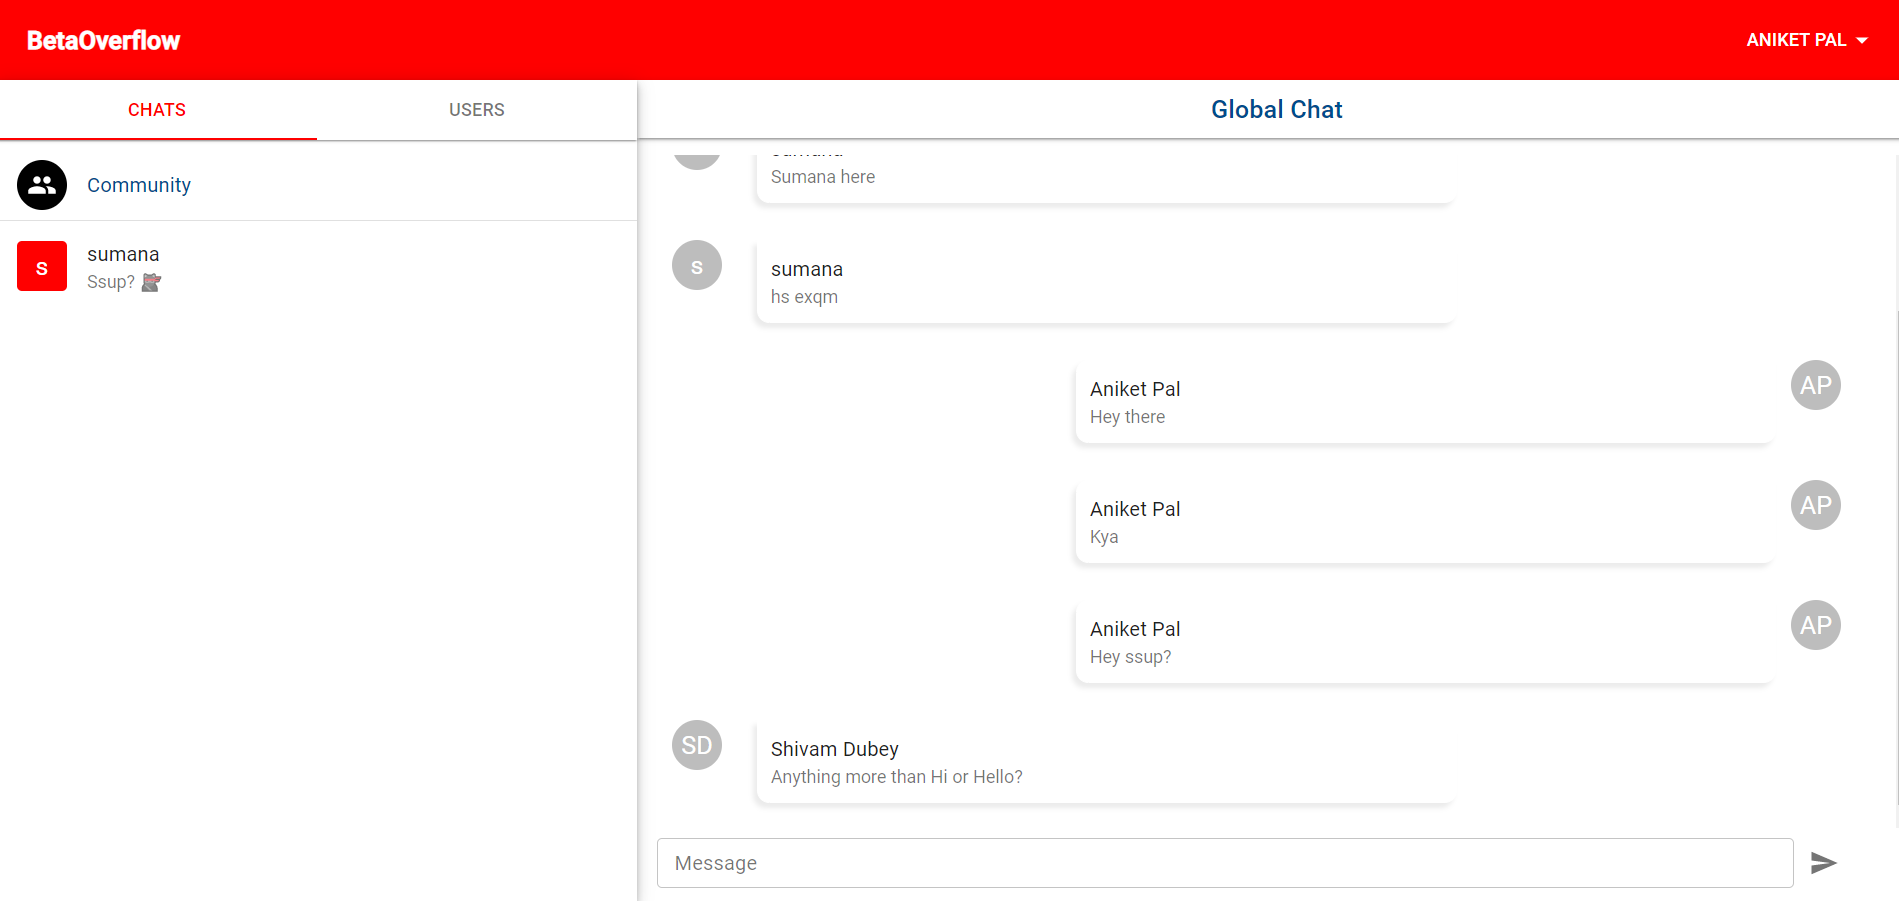 BetaOverflow
ANIKET PAL
CHATS
USERS
Global Chat
Community
S
sumana
Ssup?
Sumana here
S
sumana
hs exqm
Aniket Pal
Hey there
AP
Aniket Pal
Kya
AP
Aniket Pal
Hey ssup?
AP
SD
Shivam Dubey
Anything more than Hi or Hello?
Message